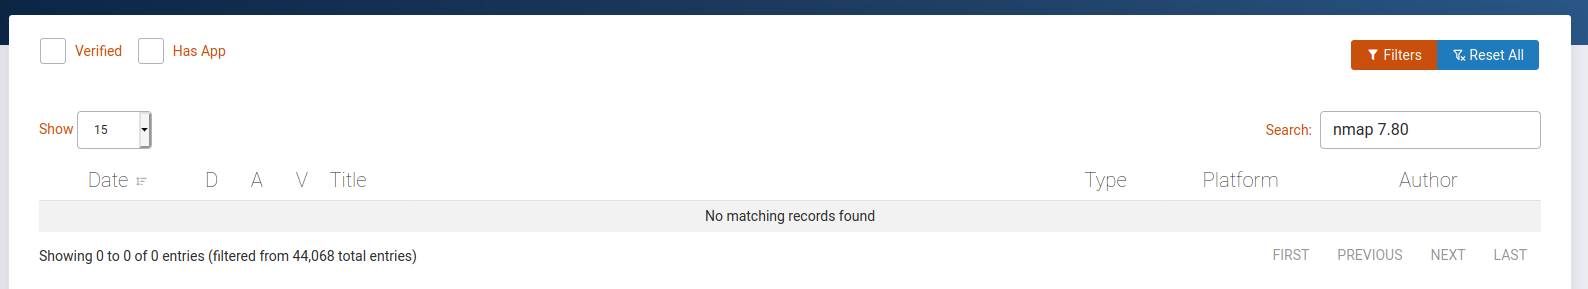 Verified Has App
Filters Reset All
Show 15
Search: nmap 7.80
Date D A V Title Type Platform Author
No matching records found
Showing 0 to 0 of 0 entries (filtered from 44,068 total entries)
FIRST PREVIOUS NEXT LAST